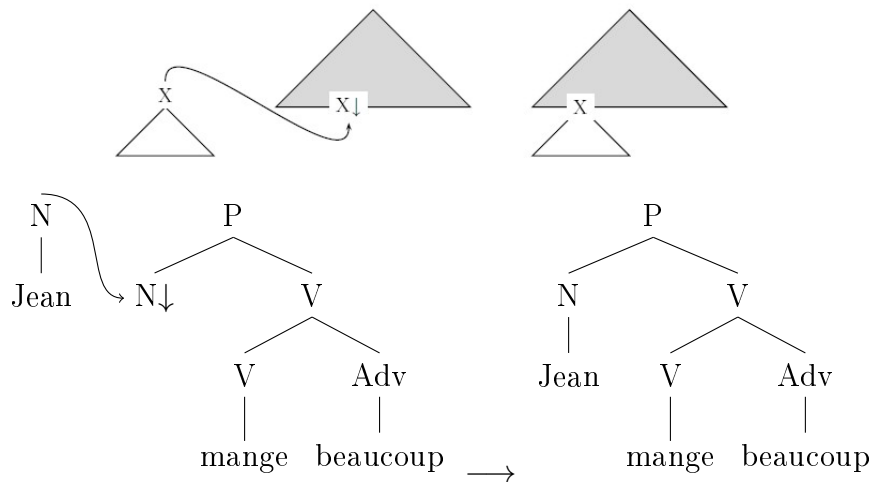 X X↓ X
N P P
Jean N↓ V N V
V Adv Jean V Adv
mange beaucoup → mange beaucoup